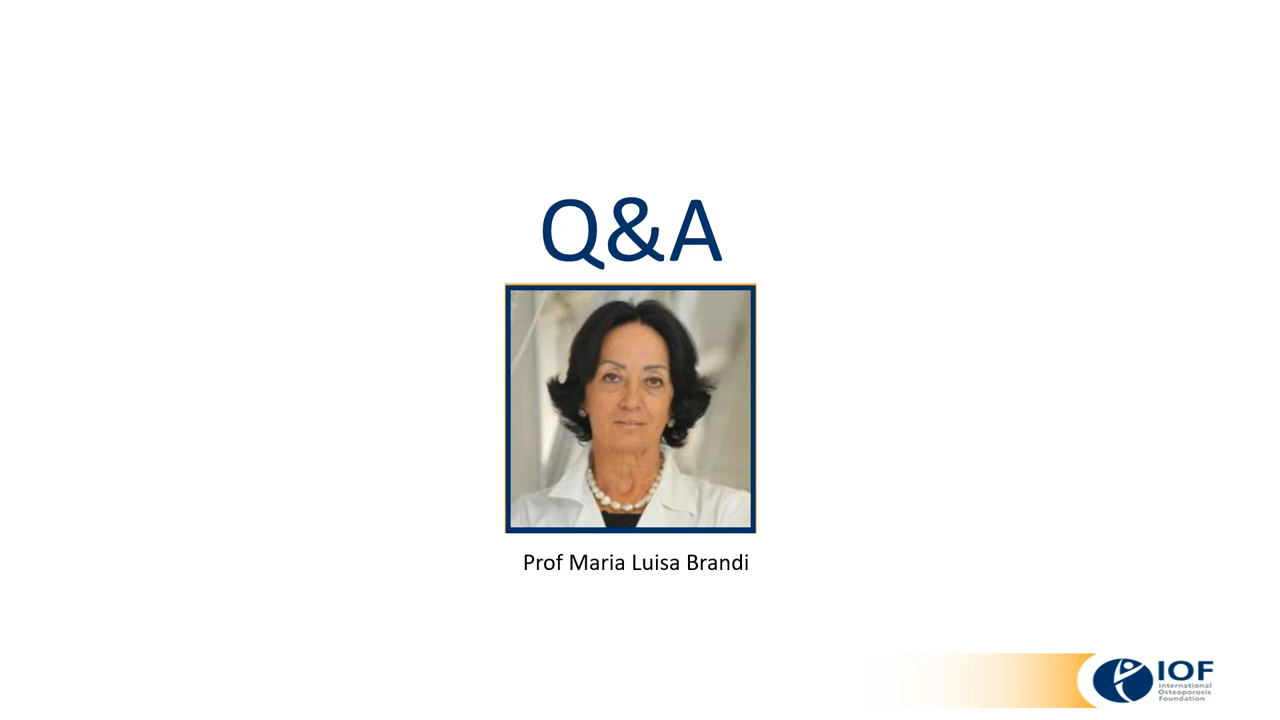 Q&A
Prof Maria Luisa Brandi
IOF
International
Osteoporosis
Foundation